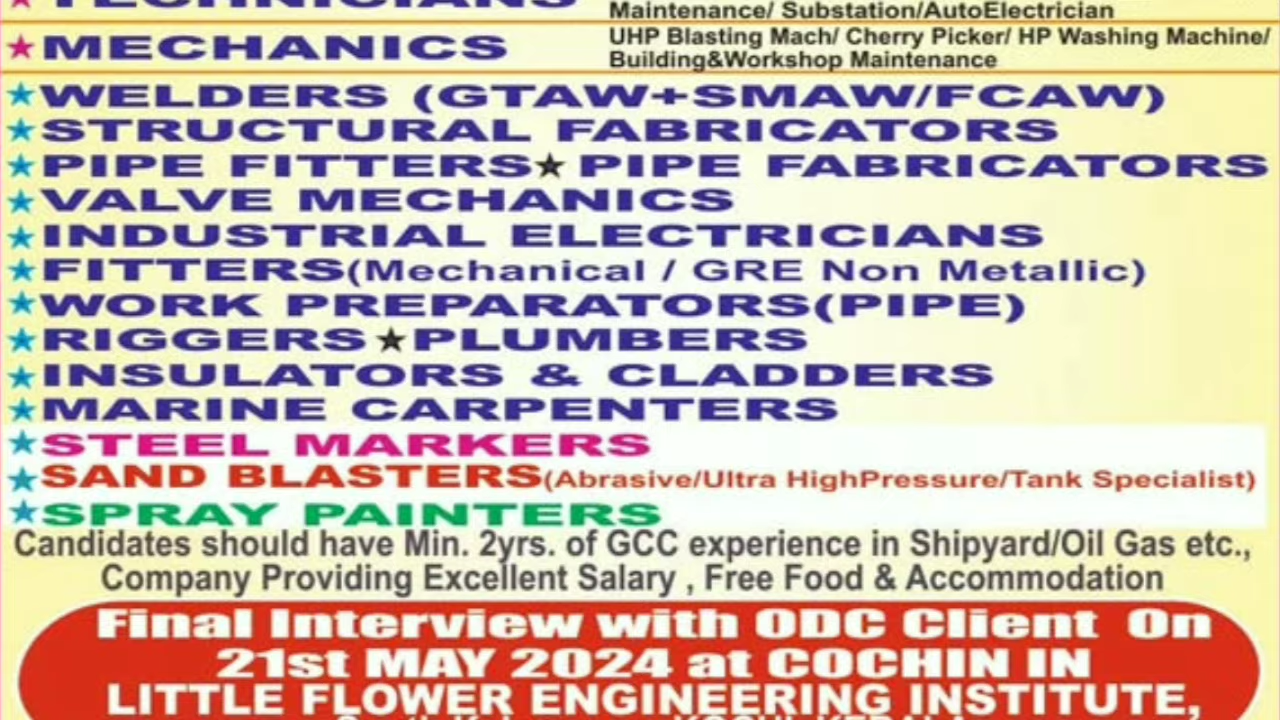 TECHNICIANS
Maintenance/ Substation/AutoElectrician
MECHANICS
UHP Blasting Mach/ Cherry Picker/ HP Washing Machine/
Building&Workshop Maintenance
WELDERS (GTAW+SMAW/FCAW)
STRUCTURAL FABRICATORS
PIPE FITTERS★PIPE FABRICATORS
VALVE MECHANICS
INDUSTRIAL ELECTRICIANS
FITTERS(Mechanical / GRE Non Metallic)
WORK PREPARATORS(PIPE)
RIGGERS★PLUMBERS
INSULATORS & CLADDERS
MARINE CARPENTERS
STEEL MARKERS
SAND BLASTERS(Abrasive/Ultra HighPressure/Tank Specialist)
SPRAY PAINTERS
Candidates should have Min. 2yrs. of GCC experience in Shipyard/Oil Gas etc.,
Company Providing Excellent Salary , Free Food & Accommodation
Final Interview with ODC Client On
21st MAY 2024 at COCHIN IN
LITTLE FLOWER ENGINEERING INSTITUTE,